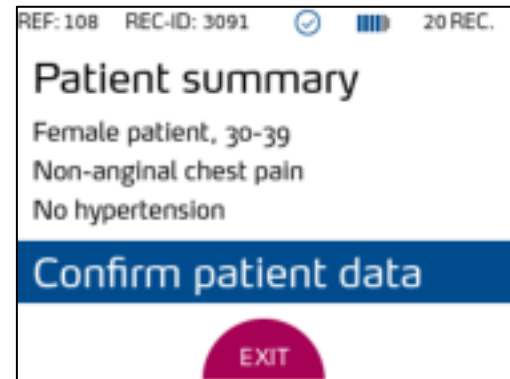 REF: 108 REC-ID: 3091 20 REC.
Patient summary
Female patient, 30-39
Non-anginal chest pain
No hypertension
Confirm patient data
EXIT